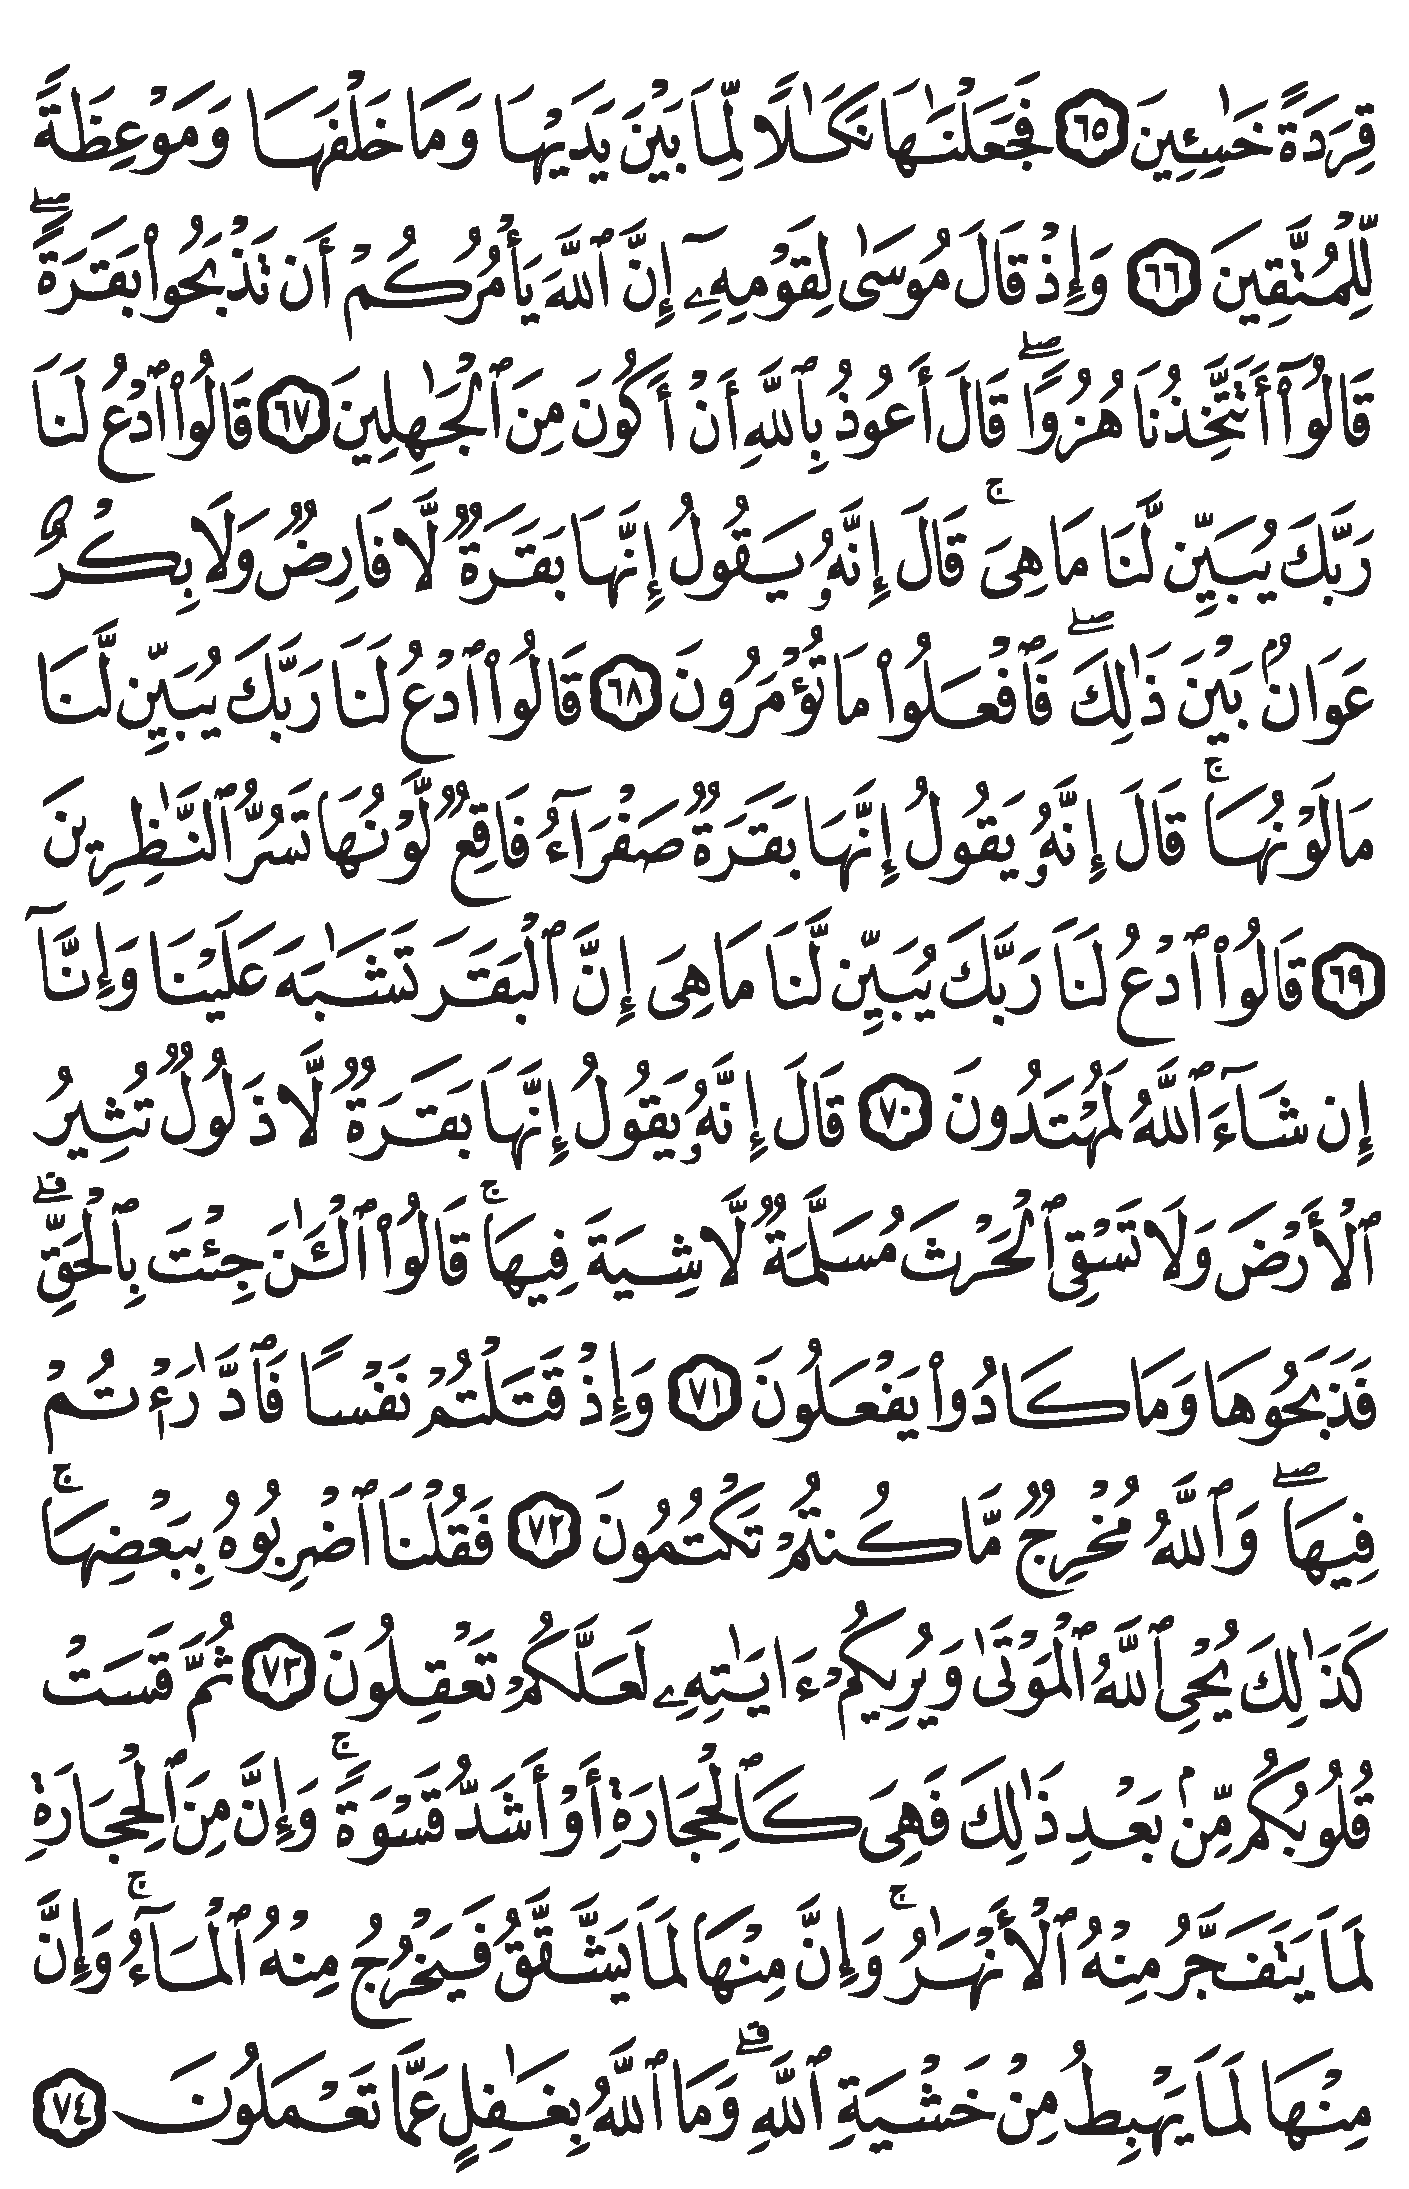 قِرَدَةً خَٰسِـِٔينَ ٦٥ فَجَعَلْنَٰهَا نَكَٰلًا لِّمَا بَيْنَ يَدَيْهَا وَمَا خَلْفَهَا وَمَوْعِظَةً
لِّلْمُتَّقِينَ ٦٦ وَإِذْ قَالَ مُوسَىٰ لِقَوْمِهِۦٓ إِنَّ ٱللَّهَ يَأْمُرُكُمْ أَن تَذْبَحُوا۟ بَقَرَةً ۖ
قَالُوٓا۟ أَتَتَّخِذُنَا هُزُوًا ۖ قَالَ أَعُوذُ بِٱللَّهِ أَنْ أَكُونَ مِنَ ٱلْجَٰهِلِينَ ٦٧ قَالُوا۟ ٱدْعُ لَنَا
رَبَّكَ يُبَيِّن لَّنَا مَا هِىَ ۚ قَالَ إِنَّهُۥ يَقُولُ إِنَّهَا بَقَرَةٌ لَّا فَارِضٌ وَلَا بِكْرٌ
عَوَانٌۢ بَيْنَ ذَٰلِكَ ۖ فَٱفْعَلُوا۟ مَا تُؤْمَرُونَ ٦٨ قَالُوا۟ ٱدْعُ لَنَا رَبَّكَ يُبَيِّن لَّنَا
مَا لَوْنُهَا ۚ قَالَ إِنَّهُۥ يَقُولُ إِنَّهَا بَقَرَةٌ صَفْرَآءُ فَاقِعٌ لَّوْنُهَا تَسُرُّ ٱلنَّٰظِرِينَ
٦٩ قَالُوا۟ ٱدْعُ لَنَا رَبَّكَ يُبَيِّن لَّنَا مَا هِىَ إِنَّ ٱلْبَقَرَ تَشَٰبَهَ عَلَيْنَا وَإِنَّآ
إِن شَآءَ ٱللَّهُ لَمُهْتَدُونَ ٧٠ قَالَ إِنَّهُۥ يَقُولُ إِنَّهَا بَقَرَةٌ لَّا ذَلُولٌ تُثِيرُ
ٱلْأَرْضَ وَلَا تَسْقِى ٱلْحَرْثَ مُسَلَّمَةٌ لَّا شِيَةَ فِيهَا ۚ قَالُوا۟ ٱلْـَٰٔنَ جِئْتَ بِٱلْحَقِّ ۚ
فَذَبَحُوهَا وَمَا كَادُوا۟ يَفْعَلُونَ ٧١ وَإِذْ قَتَلْتُمْ نَفْسًا فَٱدَّٰرَْٰٔتُمْ
فِيهَا ۖ وَٱللَّهُ مُخْرِجٌ مَّا كُنتُمْ تَكْتُمُونَ ٧٢ فَقُلْنَا ٱضْرِبُوهُ بِبَعْضِهَا ۚ
كَذَٰلِكَ يُحْىِ ٱللَّهُ ٱلْمَوْتَىٰ وَيُرِيكُمْ ءَايَٰتِهِۦ لَعَلَّكُمْ تَعْقِلُونَ ٧٣ ثُمَّ قَسَتْ
قُلُوبُكُم مِّنۢ بَعْدِ ذَٰلِكَ فَهِىَ كَٱلْحِجَارَةِ أَوْ أَشَدُّ قَسْوَةً ۚ وَإِنَّ مِنَ ٱلْحِجَارَةِ
لَمَا يَتَفَجَّرُ مِنْهُ ٱلْأَنْهَٰرُ ۚ وَإِنَّ مِنْهَا لَمَا يَشَّقَّقُ فَيَخْرُجُ مِنْهُ ٱلْمَآءُ ۚ وَإِنَّ
مِنْهَا لَمَا يَهْبِطُ مِنْ خَشْيَةِ ٱللَّهِ ۗ وَمَا ٱللَّهُ بِغَٰفِلٍ عَمَّا تَعْمَلُونَ ٧٤